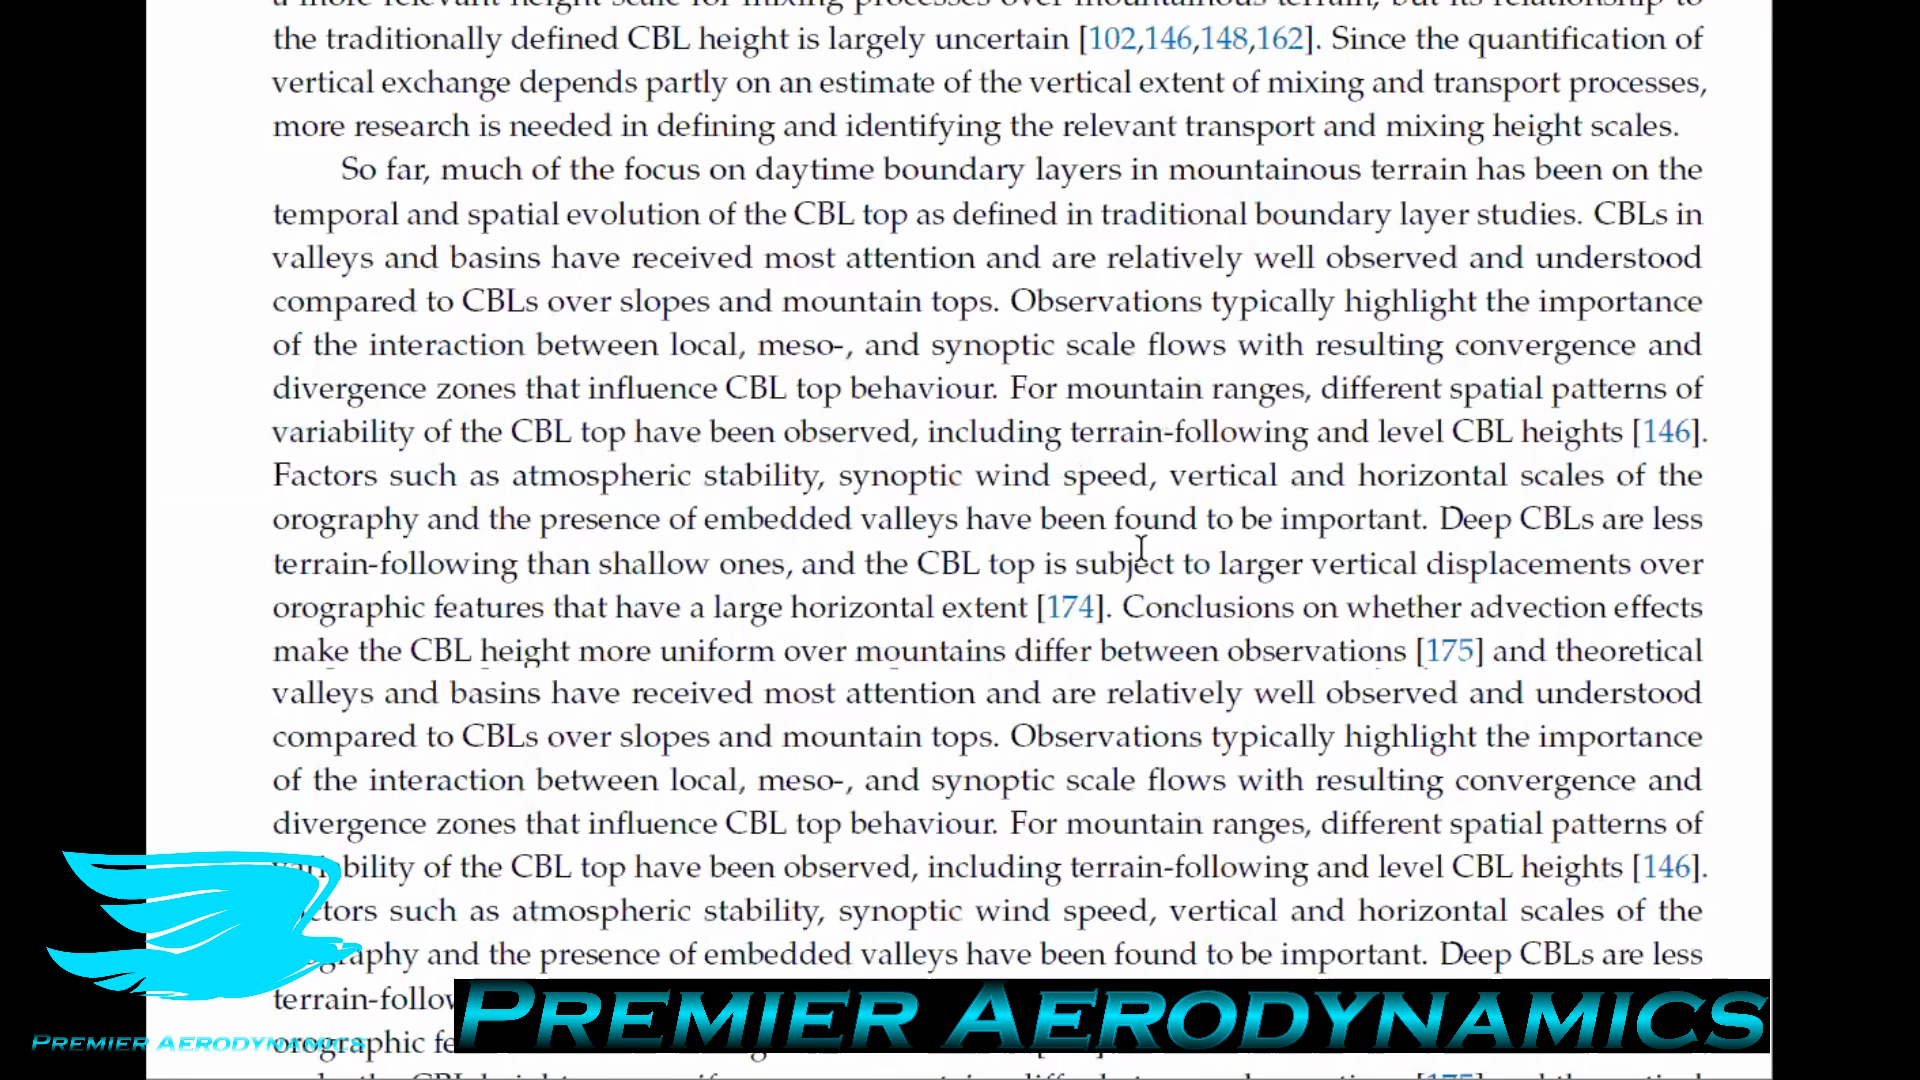 a more relevant height scale for mixing processes over mountainous terrain, but its relationship to
the traditionally defined CBL height is largely uncertain [102,146,148,162]. Since the quantification of
vertical exchange depends partly on an estimate of the vertical extent of mixing and transport processes,
more research is needed in defining and identifying the relevant transport and mixing height scales.
So far, much of the focus on daytime boundary layers in mountainous terrain has been on the
temporal and spatial evolution of the CBL top as defined in traditional boundary layer studies. CBLs in
valleys and basins have received most attention and are relatively well observed and understood
compared to CBLs over slopes and mountain tops. Observations typically highlight the importance
of the interaction between local, meso-, and synoptic scale flows with resulting convergence and
divergence zones that influence CBL top behaviour. For mountain ranges, different spatial patterns of
variability of the CBL top have been observed, including terrain-following and level CBL heights [146].
Factors such as atmospheric stability, synoptic wind speed, vertical and horizontal scales of the
orography and the presence of embedded valleys have been found to be important. Deep CBLs are less
terrain-following than shallow ones, and the CBL top is subject to larger vertical displacements over
orographic features that have a large horizontal extent [174]. Conclusions on whether advection effects
make the CBL height more uniform over mountains differ between observations [175] and theoretical
valleys and basins have received most attention and are relatively well observed and understood
compared to CBLs over slopes and mountain tops. Observations typically highlight the importance
of the interaction between local, meso-, and synoptic scale flows with resulting convergence and
divergence zones that influence CBL top behaviour. For mountain ranges, different spatial patterns of
variability of the CBL top have been observed, including terrain-following and level CBL heights [146].
Factors such as atmospheric stability, synoptic wind speed, vertical and horizontal scales of the
orography and the presence of embedded valleys have been found to be important. Deep CBLs are less
terrain-follow
PREMIER AERODYNAMICS
PREMIER AERODYNAMICS
orographic fe